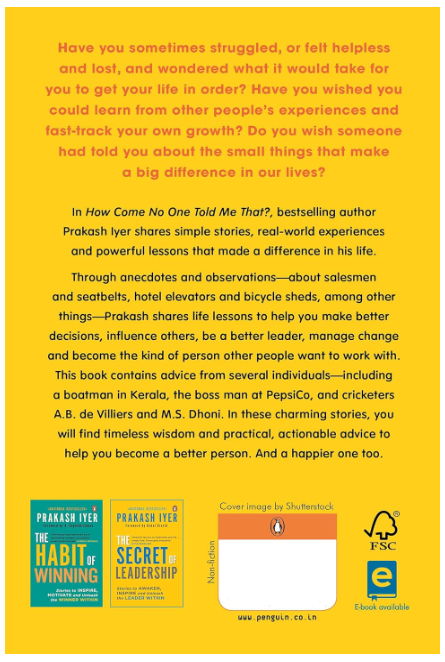 Have you sometimes struggled, or felt helpless
and lost, and wondered what it would take for
you to get your life in order? Have you wished you
could learn from other people's experiences and
fast-track your own growth? Do you wish someone
had told you about the small things that make
a big difference in our lives?
In How Come No One Told Me That?, bestselling author
Prakash Iyer shares simple stories, real-world experiences
and powerful lessons that made a difference in his life.
Through anecdotes and observations—about salesmen
and seatbelts, hotel elevators and bicycle sheds, among other
things—Prakash shares life lessons to help you make better
decisions, influence others, be a better leader, manage change
and become the kind of person other people want to work with.
This book contains advice from several individuals—including
a boatman in Kerala, the boss man at PepsiCo, and cricketers
A.B. de Villiers and M.S. Dhoni. In these charming stories, you
will find timeless wisdom and practical, actionable advice to
help you become a better person. And a happier one too.
PRAKASH IYER
THE
HABIT OF
WINNING
Stories to INSPIRE,
MOTIVATE and Unleash
the WINNER WITHIN
PRAKASH IYER
THE
SECRET OF
LEADERSHIP
Stories to AWAKEN,
INSPIRE and Unleash
the LEADER WITHIN
Cover image by Shutterstock
Non-fiction
www.penguin.co.in
®
FSC
e
E-book available